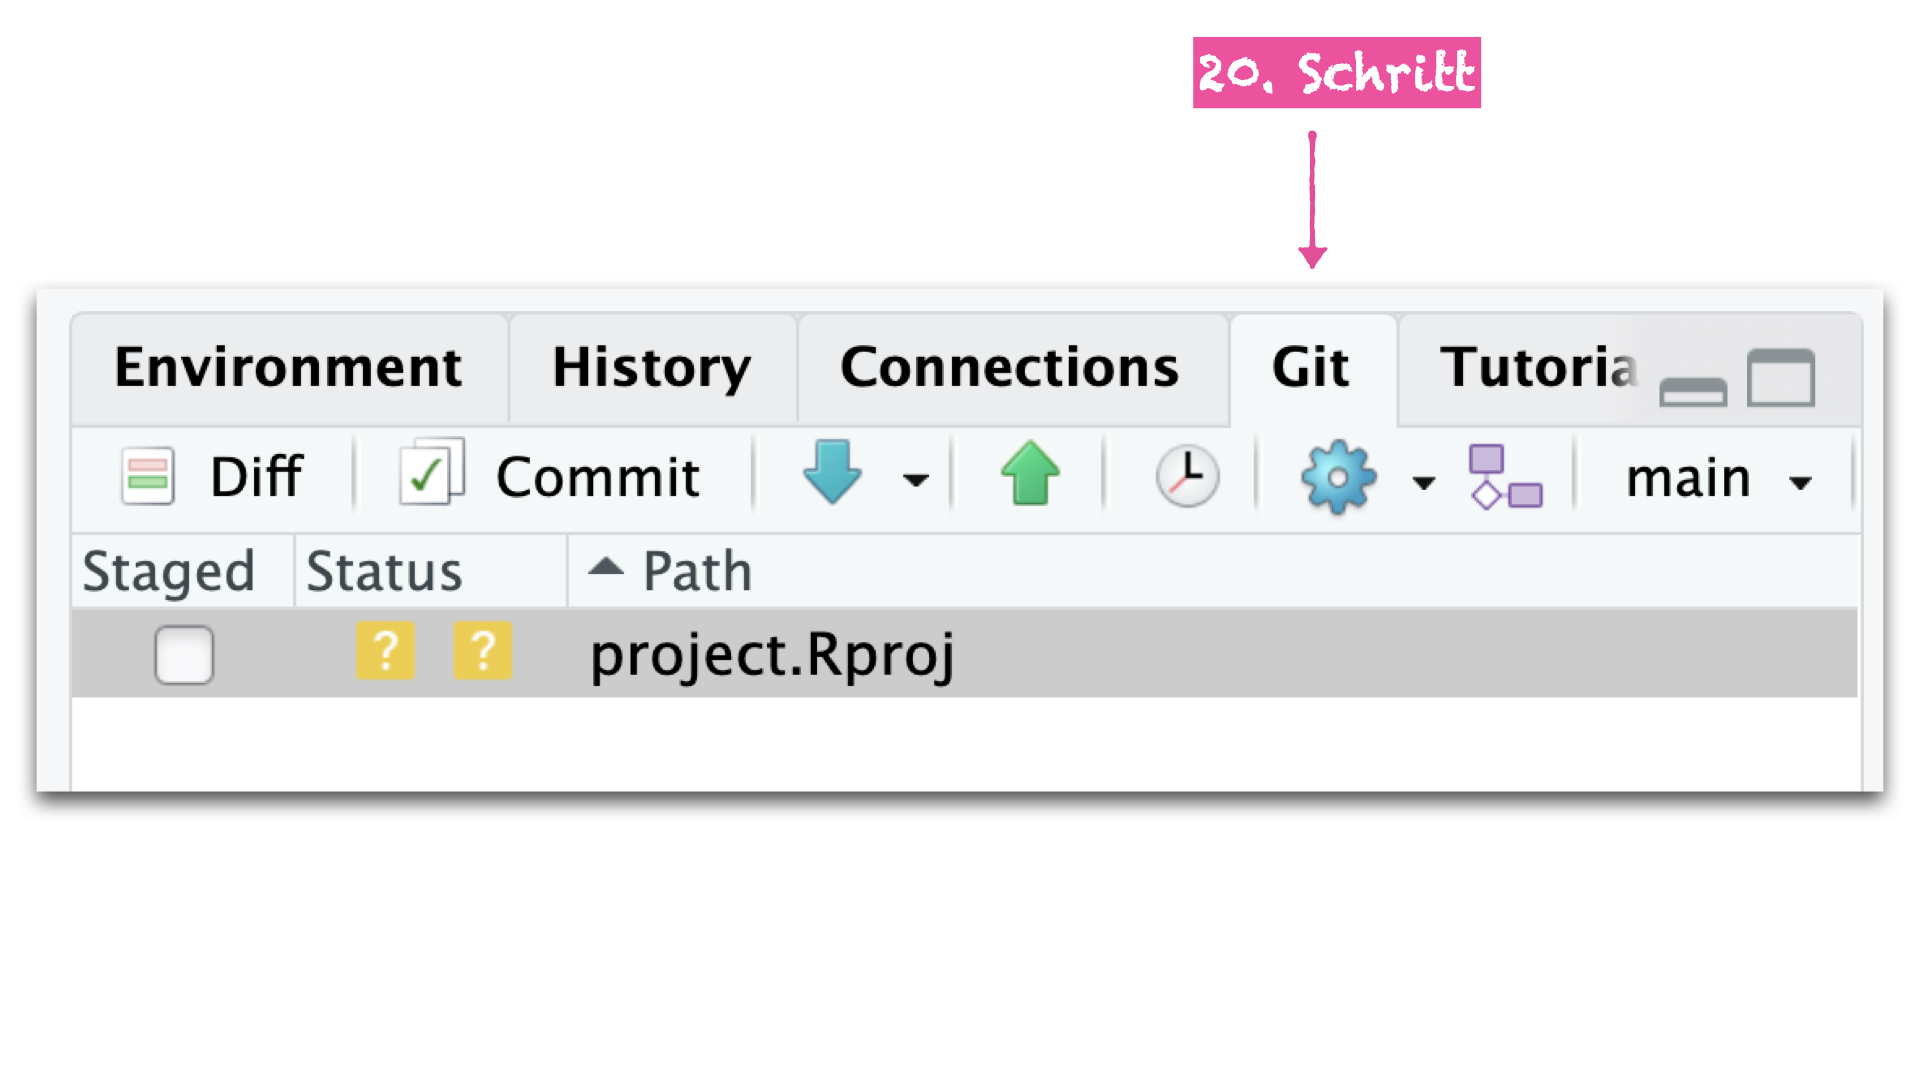 20. Schritt
Environment History Connections Git Tutoria
Diff Commit main
Staged Status Path
? ? project.Rproj